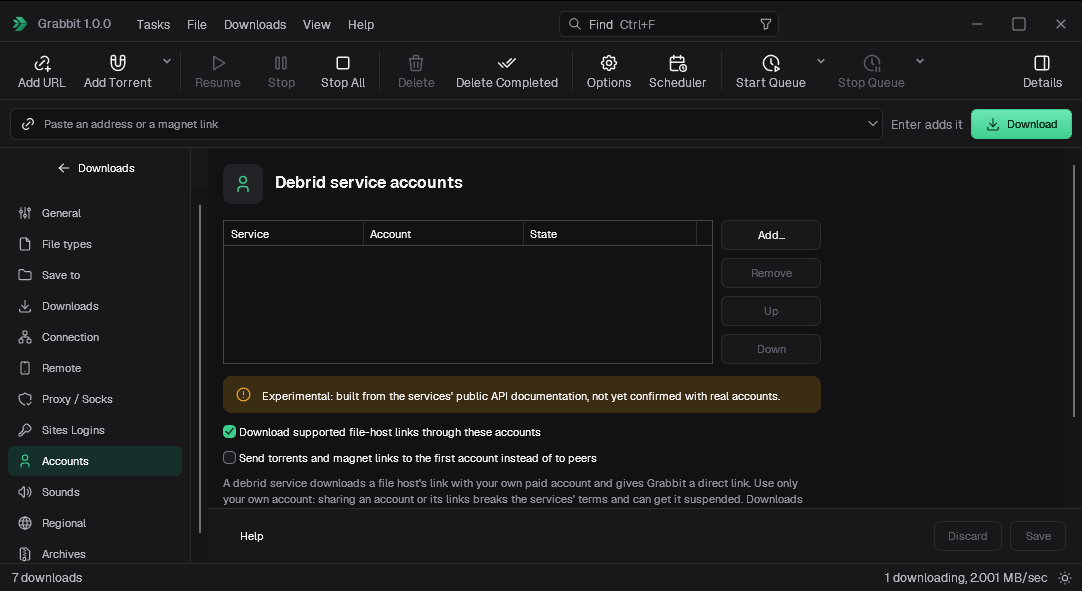 Grabbit 1.0.0 Tasks File Downloads View Help Find Ctrl+F
Add URL Add Torrent Resume Stop Stop All Delete Delete Completed Options Scheduler Start Queue Stop Queue Details
Paste an address or a magnet link Enter adds it Download
Downloads
General
File types
Save to
Downloads
Connection
Remote
Proxy / Socks
Sites Logins
Accounts
Sounds
Regional
Archives
Debrid service accounts
Service Account State
Add...
Remove
Up
Down
Experimental: built from the services' public API documentation, not yet confirmed with real accounts.
Download supported file-host links through these accounts
Send torrents and magnet links to the first account instead of to peers
A debrid service downloads a file host's link with your own paid account and gives Grabbit a direct link. Use only
your own account: sharing an account or its links breaks the services' terms and can get it suspended. Downloads
Help Discard Save
7 downloads 1 downloading, 2.001 MB/sec